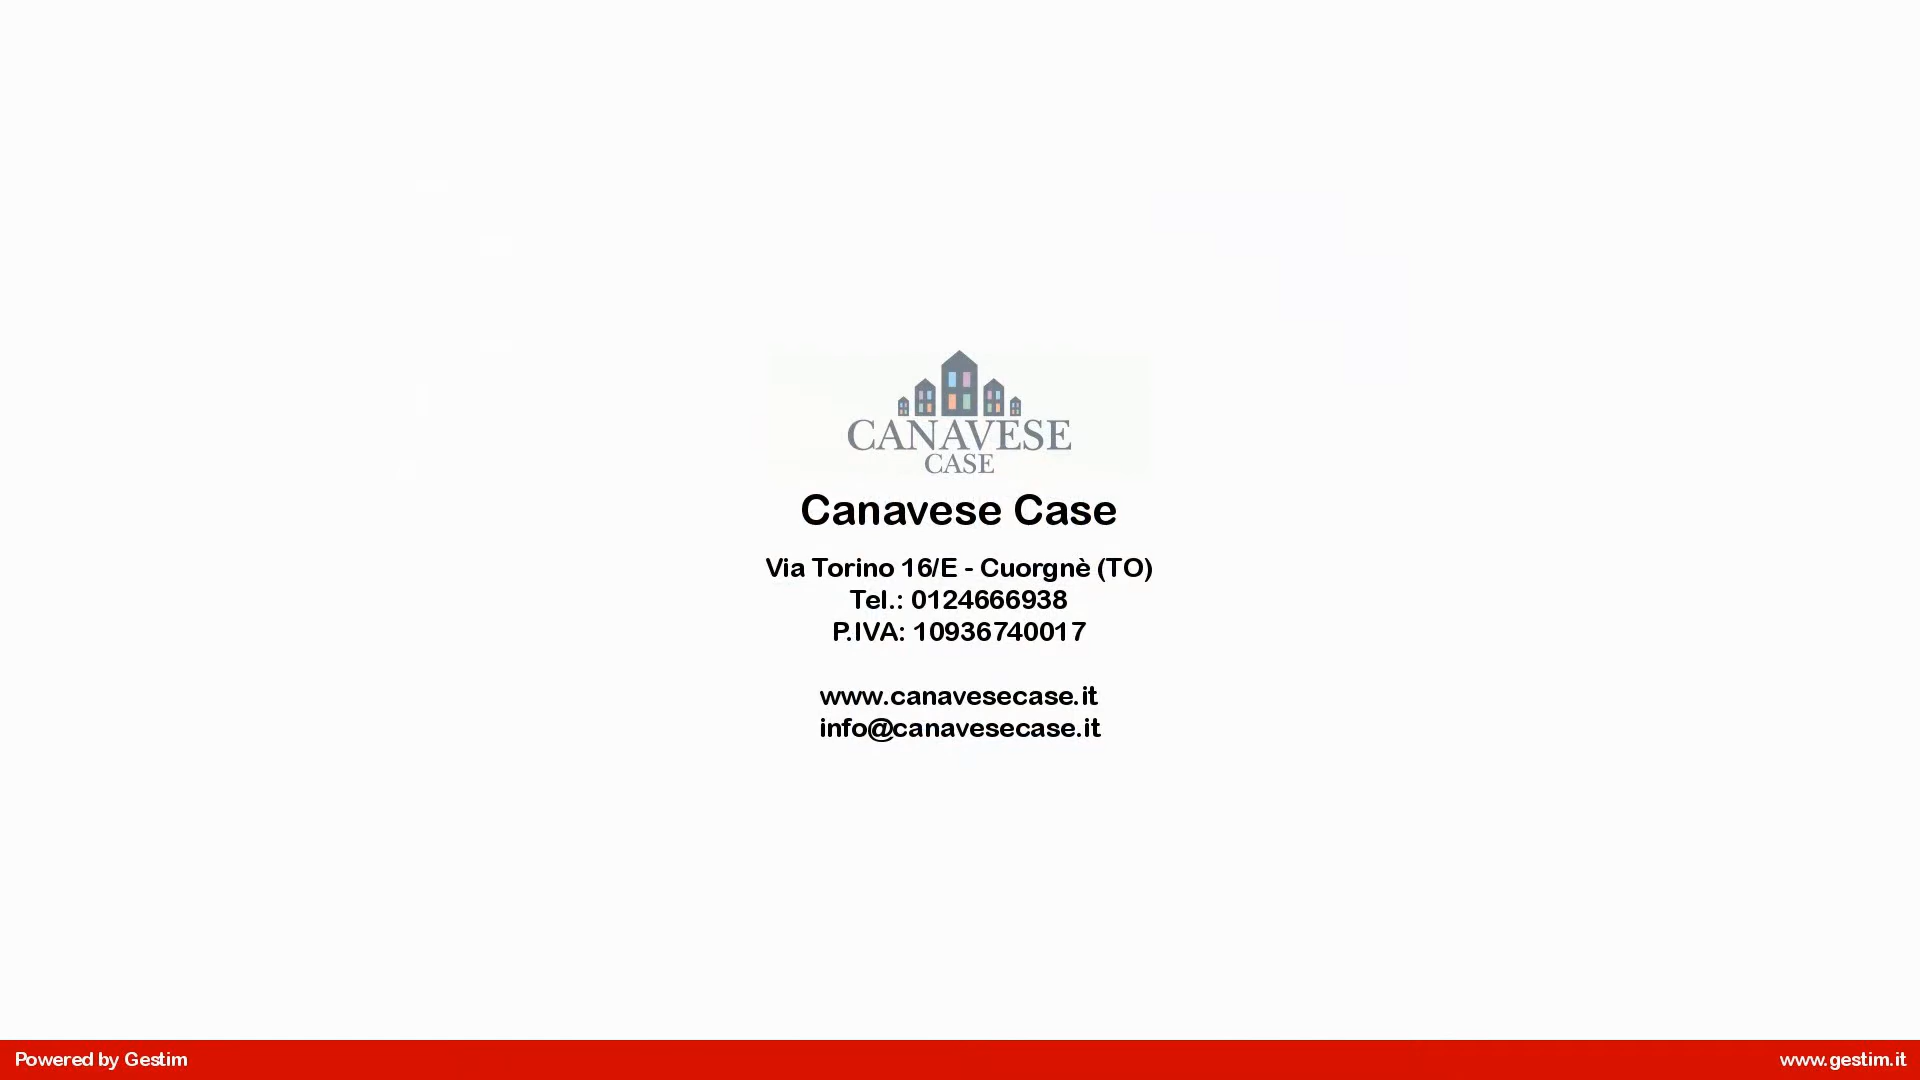 CANAVESE
CASE
Canavese Case
Via Torino 16/E - Cuorgnè (TO)
Tel.: 0124666938
P.IVA: 10936740017
www.canavesecase.it
info@canavesecase.it
Powered by Gestim
www.gestim.it